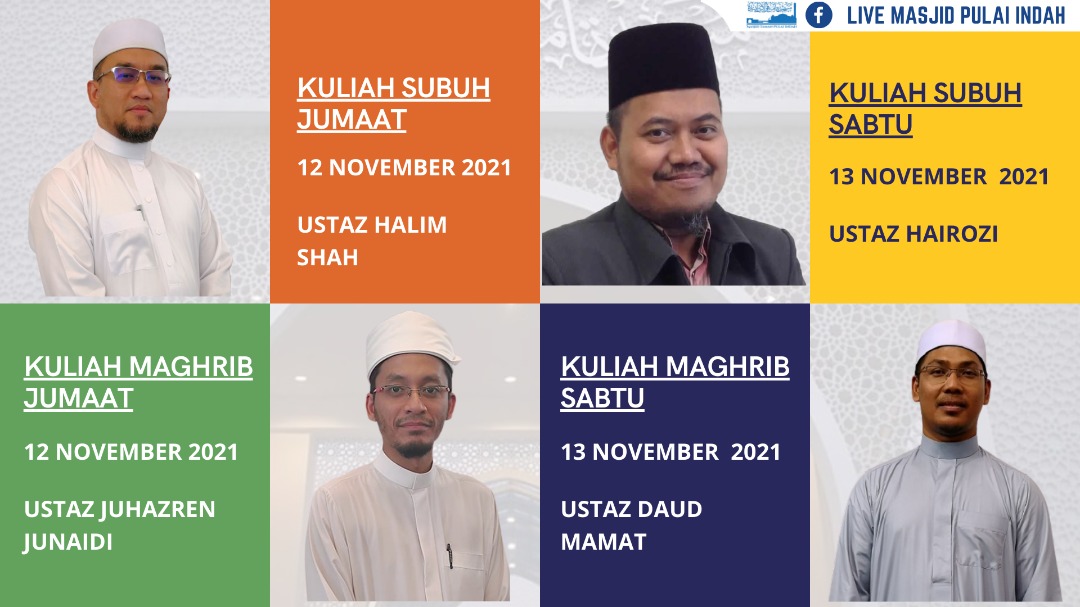 LIVE MASJID PULAI INDAH
KULIAH SUBUH
JUMAAT
12 NOVEMBER 2021
USTAZ HALIM
SHAH
KULIAH SUBUH
SABTU
13 NOVEMBER 2021
USTAZ HAIROZI
KULIAH MAGHRIB
JUMAAT
12 NOVEMBER 2021
USTAZ JUHAZREN
JUNAIDI
KULIAH MAGHRIB
SABTU
13 NOVEMBER 2021
USTAZ DAUD
MAMAT